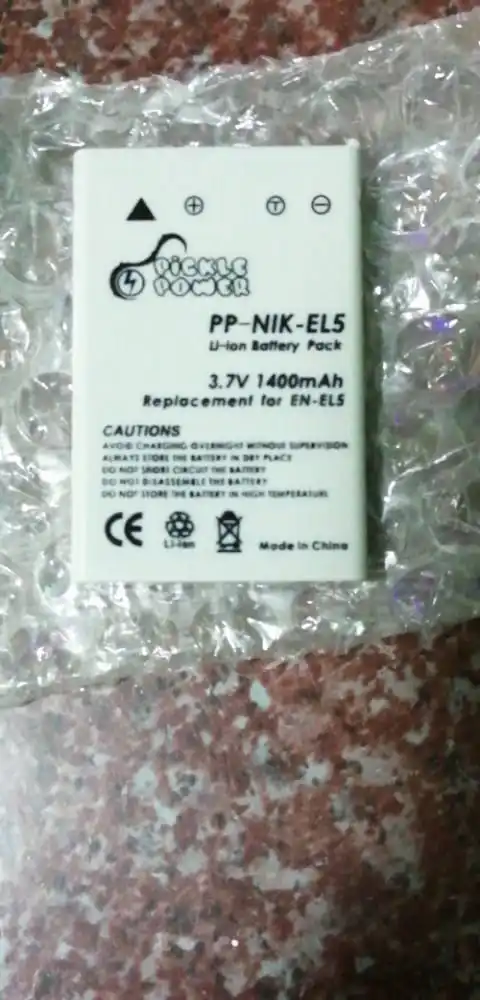 + T −
PiCKLE
POWER
PP-NIK-EL5
Li-ion Battery Pack
3.7V 1400mAh
Replacement for EN-EL5
CAUTIONS
AVOID CHARGING OVERNIGHT WITHOUT SUPERVISION
ALWAYS STORE THE BATTERY IN DRY PLACE
DO NOT SHORT CIRCUIT THE BATTERY
DO NOT DISASSEMBLE THE BATTERY
DO NOT STORE THE BATTERY IN HIGH TEMPERATURE
CE
Li-ion
Made in China